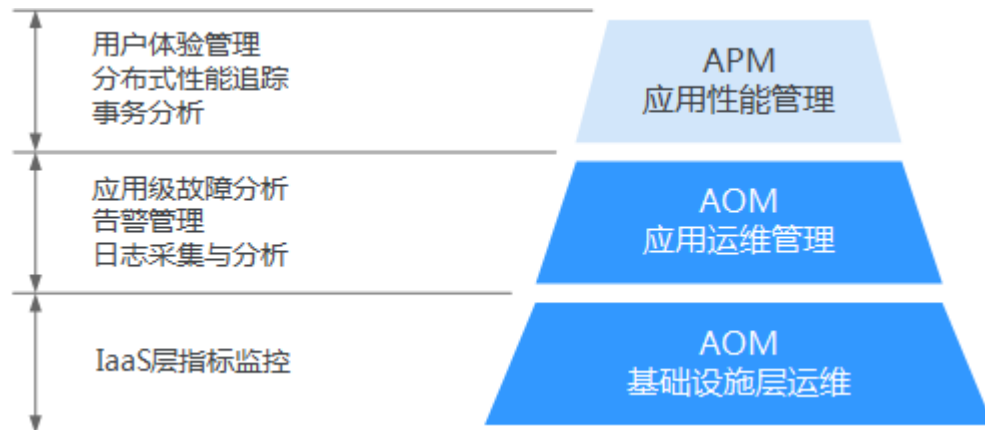 用户体验管理
分布式性能追踪
事务分析
APM
应用性能管理
应用级故障分析
告警管理
日志采集与分析
AOM
应用运维管理
IaaS层指标监控
AOM
基础设施层运维